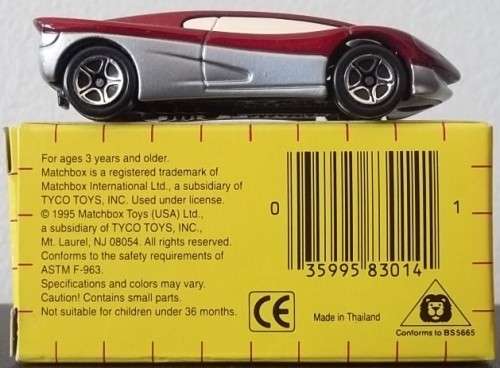 For ages 3 years and older.
Matchbox is a registered trademark of
Matchbox International Ltd., a subsidiary of
TYCO TOYS, INC. Used under license.
© 1995 Matchbox Toys (USA) Ltd.,
a subsidiary of TYCO TOYS, INC.,
Mt. Laurel, NJ 08054. All rights reserved.
Conforms to the safety requirements of
ASTM F-963.
Specifications and colors may vary.
Caution! Contains small parts.
Not suitable for children under 36 months.
0 35995 83014 1
CE
Made in Thailand
Conforms to BS5665